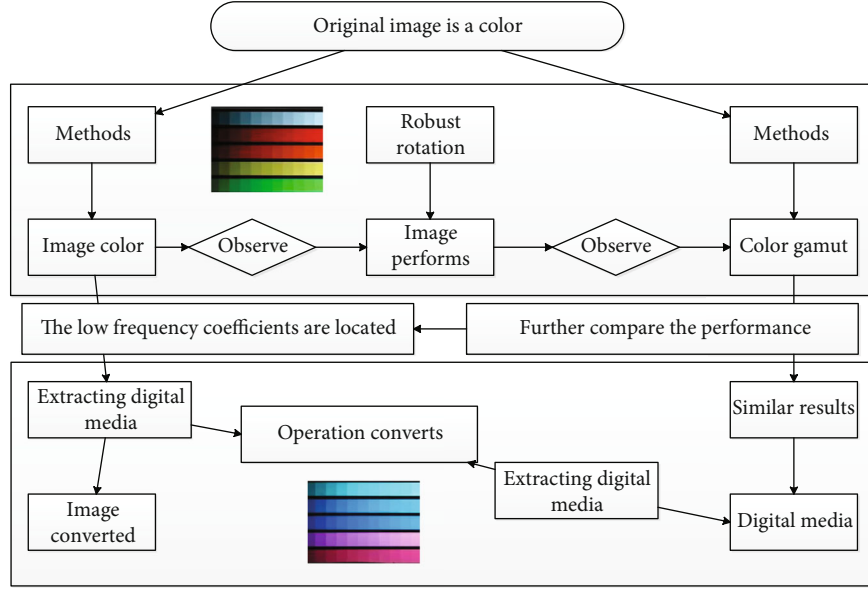 Original image is a color
Methods
Robust
rotation
Methods
Image color
Observe
Image
performs
Observe
Color gamut
The low frequency coefficients are located
Further compare the performance
Extracting digital
media
Operation converts
Similar results
Extracting digital
media
Image
converted
Digital media